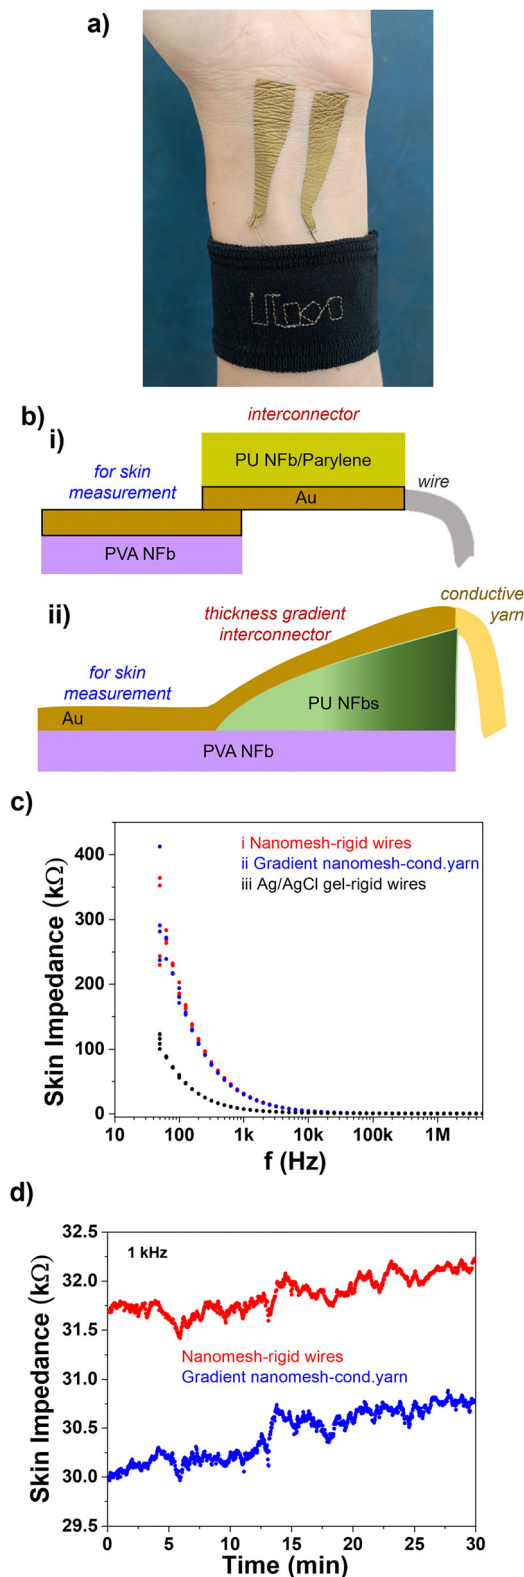 a)
b)
i)
interconnector
PU NFb/Parylene
Au
for skin
measurement
PVA NFb
wire
ii)
thickness gradient
interconnector
conductive
yarn
for skin
measurement
Au
PU NFbs
PVA NFb
c)
Skin Impedance (kΩ)
400
300
200
100
0
i Nanomesh-rigid wires
ii Gradient nanomesh-cond.yarn
iii Ag/AgCl gel-rigid wires
10 100 1k 10k 100k 1M
f (Hz)
d)
Skin Impedance (kΩ)
32.5
32.0
31.5
31.0
30.5
30.0
29.5
1 kHz
Nanomesh-rigid wires
Gradient nanomesh-cond.yarn
0 5 10 15 20 25 30
Time (min)